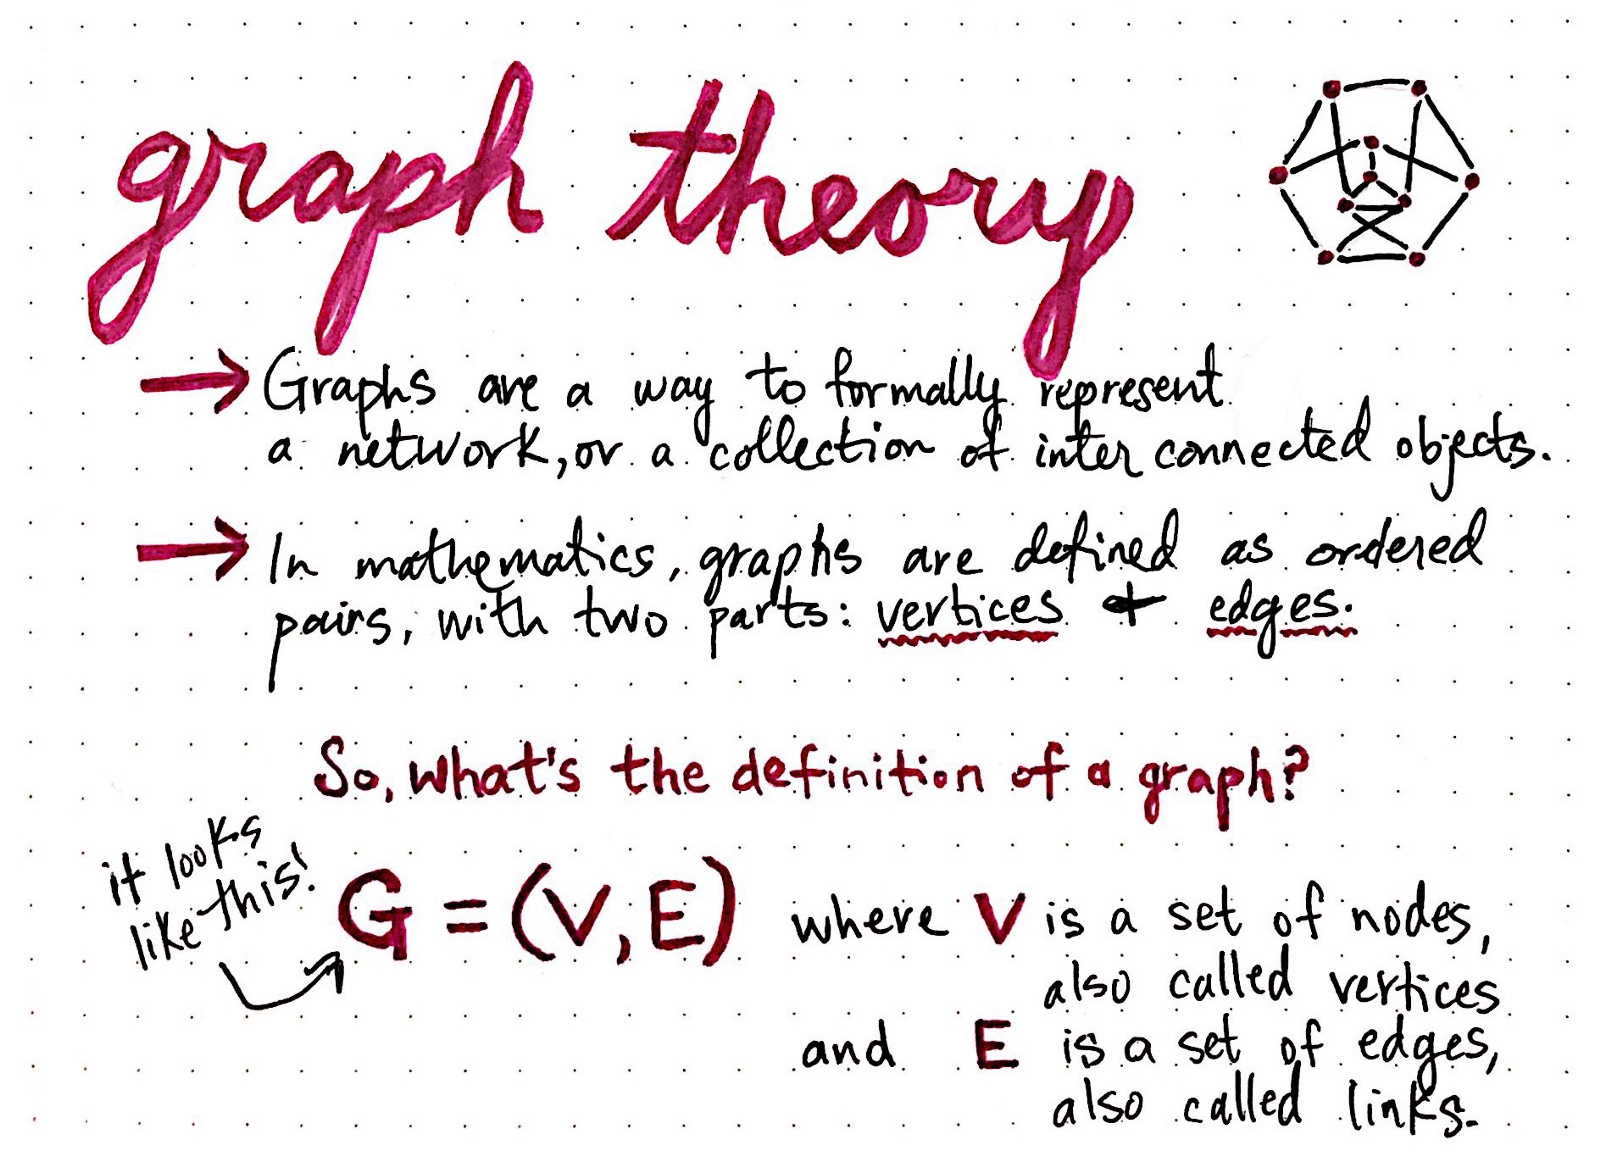 graph theory
→ Graphs are a way to formally represent
a network, or a collection of inter connected objects.
→ In mathematics, graphs are defined as ordered
pairs, with two parts: vertices + edges.
So, what's the definition of a graph?
it looks
like this!
G = (V, E) where V is a set of nodes,
also called vertices
and E is a set of edges,
also called links.